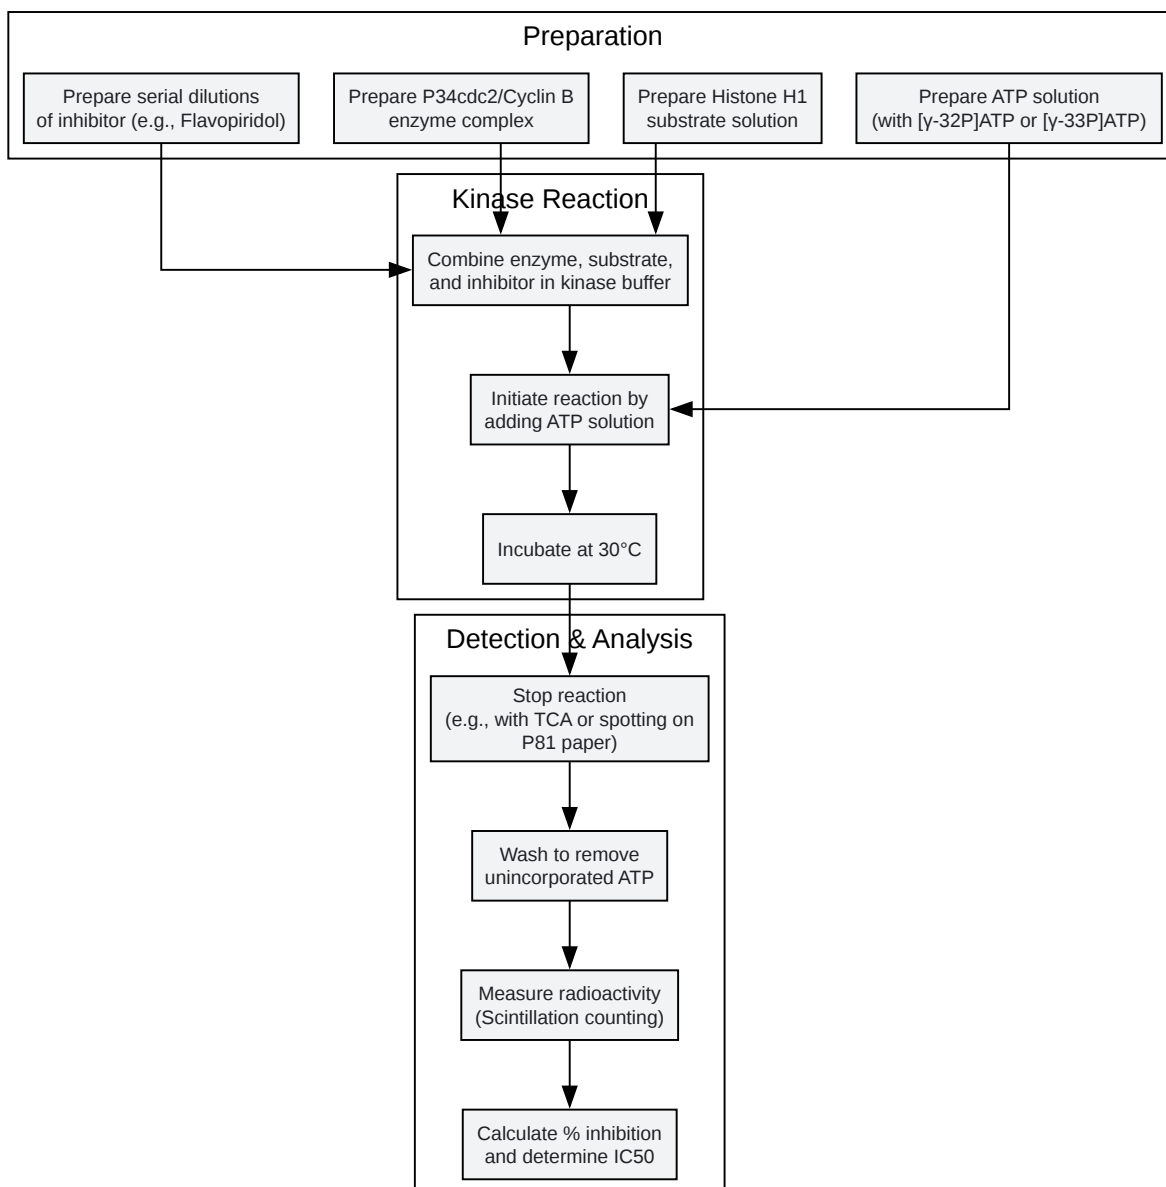 Preparation
Prepare serial dilutions
of inhibitor (e.g., Flavopiridol)
Prepare P34cdc2/Cyclin B
enzyme complex
Prepare Histone H1
substrate solution
Prepare ATP solution
(with [γ-32P]ATP or [γ-33P]ATP)
Kinase Reaction
Combine enzyme, substrate,
and inhibitor in kinase buffer
Initiate reaction by
adding ATP solution
Incubate at 30°C
Detection & Analysis
Stop reaction
(e.g., with TCA or spotting on
P81 paper)
Wash to remove
unincorporated ATP
Measure radioactivity
(Scintillation counting)
Calculate % inhibition
and determine IC50